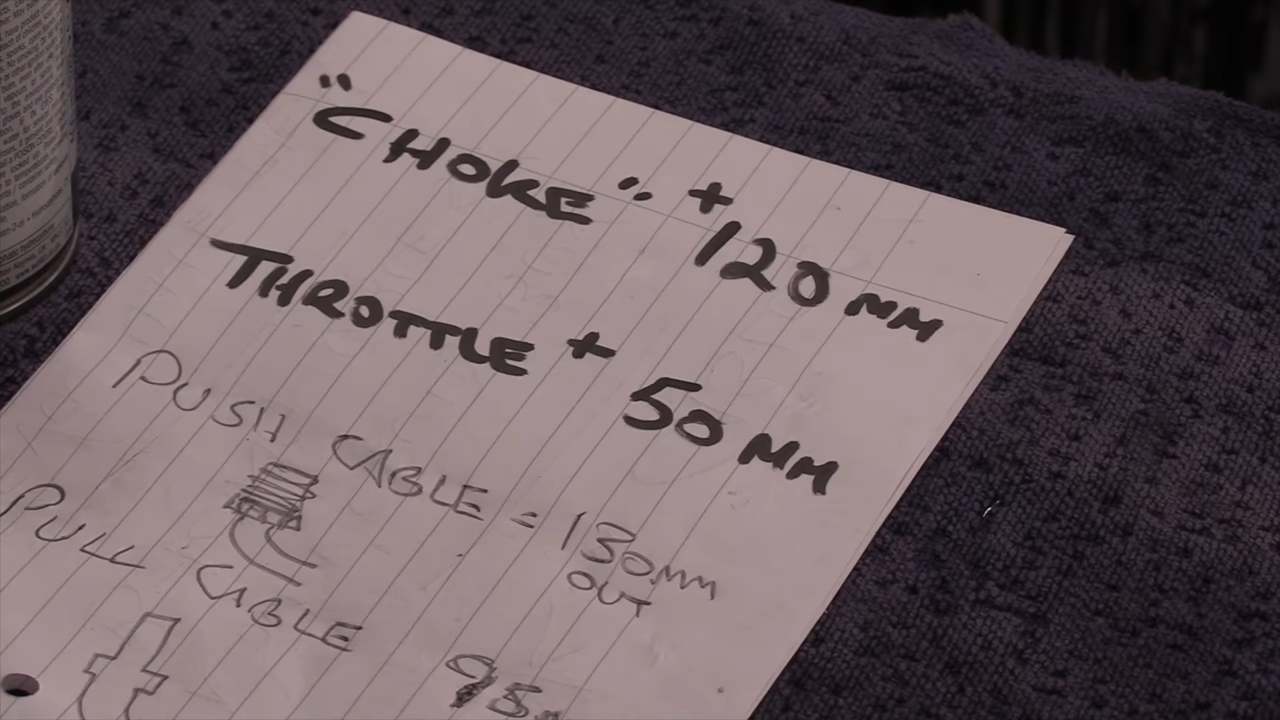 "CHOKE" +
120MM
THROTTLE + 50MM
PUSH CABLE = 130MM
OUT
PULL CABLE